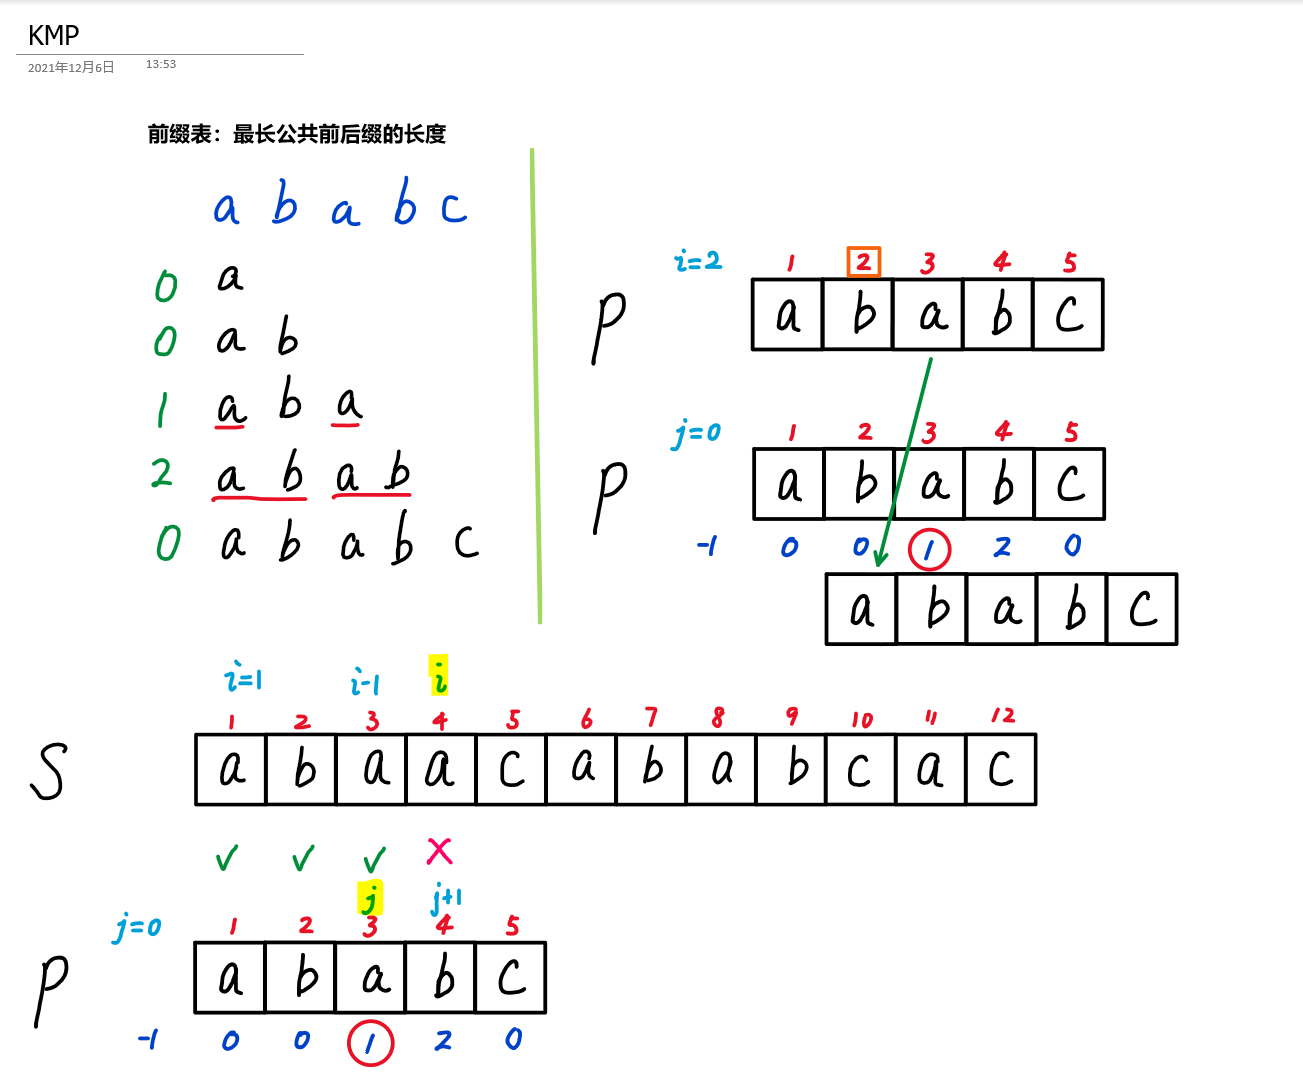 KMP
2021年12月6日 13:53
前缀表：最长公共前后缀的长度
a b a b c
0 a
0 a b
1 a b a
2 a b a b
0 a b a b c
i=2 1 2 3 4 5
P a b a b c
j=0 1 2 3 4 5
P a b a b c
-1 0 0 1 2 0
a b a b c
i=1 i-1 i
1 2 3 4 5 6 7 8 9 10 11 12
S a b a a c a b a b c a c
j j+1
j=0 1 2 3 4 5
P a b a b c
-1 0 0 1 2 0